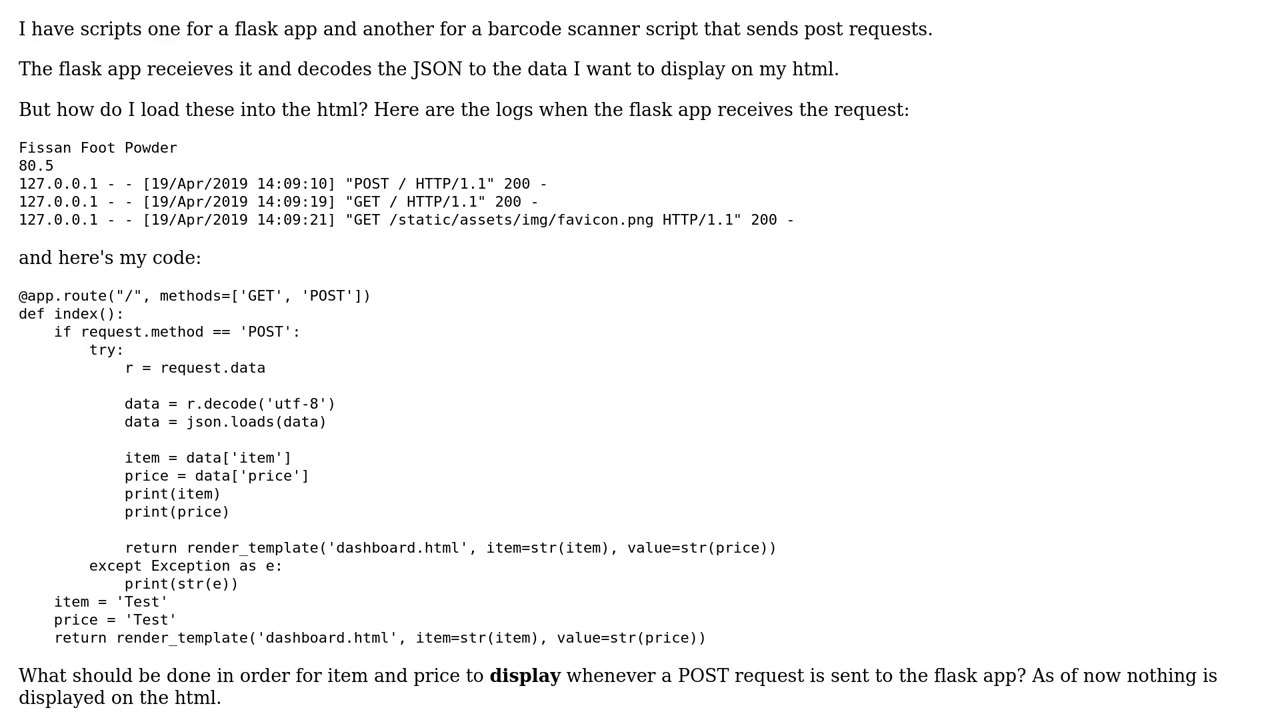 I have scripts one for a flask app and another for a barcode scanner script that sends post requests.
The flask app receieves it and decodes the JSON to the data I want to display on my html.
But how do I load these into the html? Here are the logs when the flask app receives the request:
Fissan Foot Powder
80.5
127.0.0.1 - - [19/Apr/2019 14:09:10] "POST / HTTP/1.1" 200 -
127.0.0.1 - - [19/Apr/2019 14:09:19] "GET / HTTP/1.1" 200 -
127.0.0.1 - - [19/Apr/2019 14:09:21] "GET /static/assets/img/favicon.png HTTP/1.1" 200 -
and here's my code:
@app.route("/", methods=['GET', 'POST'])
def index():
    if request.method == 'POST':
        try:
            r = request.data
            data = r.decode('utf-8')
            data = json.loads(data)
            item = data['item']
            price = data['price']
            print(item)
            print(price)
            return render_template('dashboard.html', item=str(item), value=str(price))
        except Exception as e:
            print(str(e))
    item = 'Test'
    price = 'Test'
    return render_template('dashboard.html', item=str(item), value=str(price))
What should be done in order for item and price to display whenever a POST request is sent to the flask app? As of now nothing is
displayed on the html.